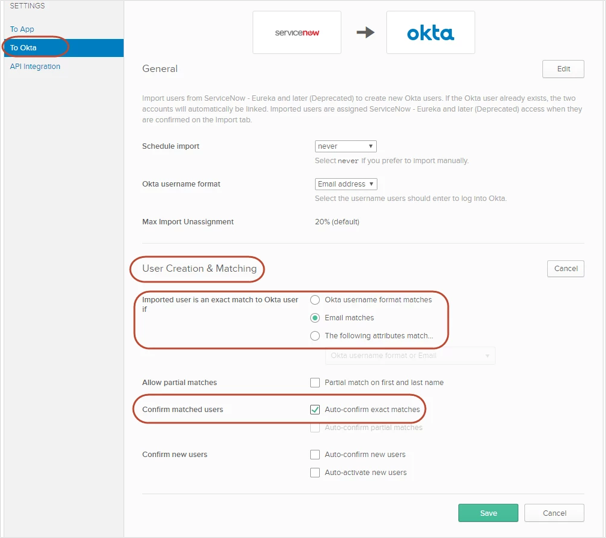 SETTINGS
To App
To Okta
API Integration
servicenow
okta
General
Edit
Import users from ServiceNow - Eureka and later (Deprecated) to create new Okta users. If the Okta user already exists, the two
accounts will automatically be linked. Imported users are assigned ServiceNow - Eureka and later (Deprecated) access when they
are confirmed on the Import tab.
Schedule import
never
Select never if you prefer to import manually.
Okta username format
Email address
Select the username users should enter to log into Okta.
Max Import Unassignment
20% (default)
User Creation & Matching
Cancel
Imported user is an exact match to Okta user
if
Okta username format matches
Email matches
The following attributes match...
Okta username format or Email
Allow partial matches
Partial match on first and last name
Confirm matched users
Auto-confirm exact matches
Auto-confirm partial matches
Confirm new users
Auto-confirm new users
Auto-activate new users
Save
Cancel